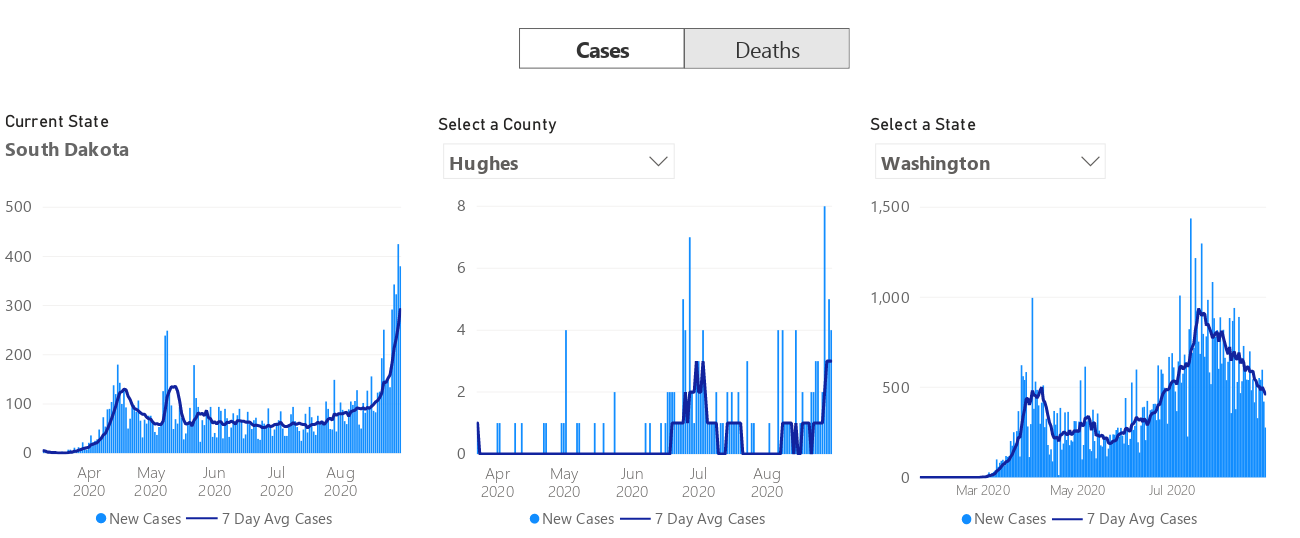 Cases Deaths
Current State
South Dakota
Select a County
Hughes
Select a State
Washington
500
400
300
200
100
0
Apr 2020
May 2020
Jun 2020
Jul 2020
Aug 2020
New Cases 7 Day Avg Cases
8
6
4
2
0
Apr 2020
May 2020
Jun 2020
Jul 2020
Aug 2020
New Cases 7 Day Avg Cases
1,500
1,000
500
0
Mar 2020 May 2020 Jul 2020
New Cases 7 Day Avg Cases